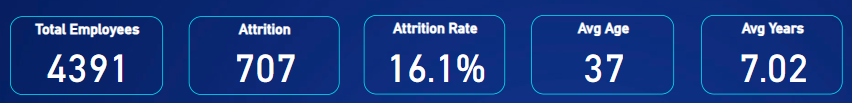 Total Employees
4391
Attrition
707
Attrition Rate
16.1%
Avg Age
37
Avg Years
7.02